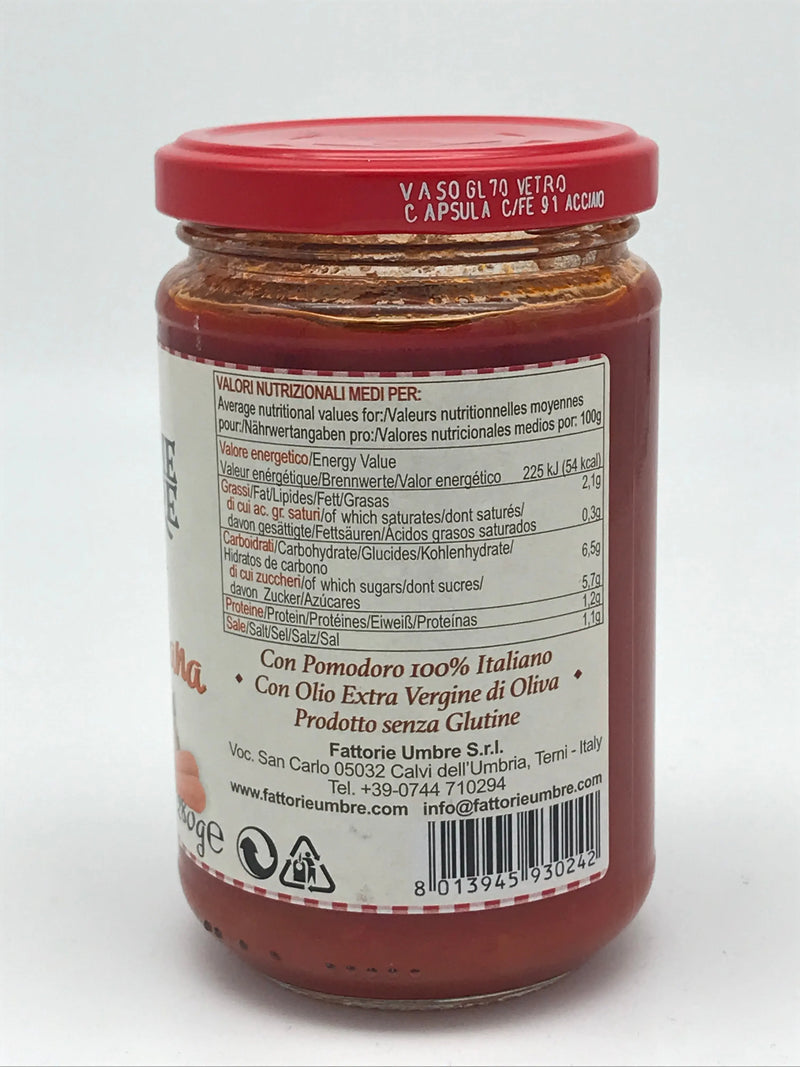 VASO GL 70 VETRO
CAPSULA C/FE 91 ACCIAIO
VALORI NUTRIZIONALI MEDI PER:
Average nutritional values for:/Valeurs nutritionnelles moyennes
pour:/Nährwertangaben pro:/Valores nutricionales medios por: 100g
Valore energetico/Energy Value
Valeur enérgétique/Brennwerte/Valor energético 225 kJ (54 kcal)
Grassi/Fat/Lipides/Fett/Grasas 2,1g
di cui ac. gr. saturi/of which saturates/dont saturés/
davon gesättigte/Fettsäuren/Ácidos grasos saturados 0,3g
Carboidrati/Carbohydrate/Glucides/Kohlenhydrate/
Hidratos de carbono 6,5g
di cui zuccheri/of which sugars/dont sucres/
davon Zucker/Azúcares 5,7g
Proteine/Protein/Protéines/Eiweiß/Proteínas 1,2g
Sale/Salt/Sel/Salz/Sal 1,1g
Con Pomodoro 100% Italiano
Con Olio Extra Vergine di Oliva
Prodotto senza Glutine
Fattorie Umbre S.r.l.
Voc. San Carlo 05032 Calvi dell'Umbria, Terni - Italy
Tel. +39-0744 710294
www.fattorieumbre.com info@fattorieumbre.com
8 013945 930242